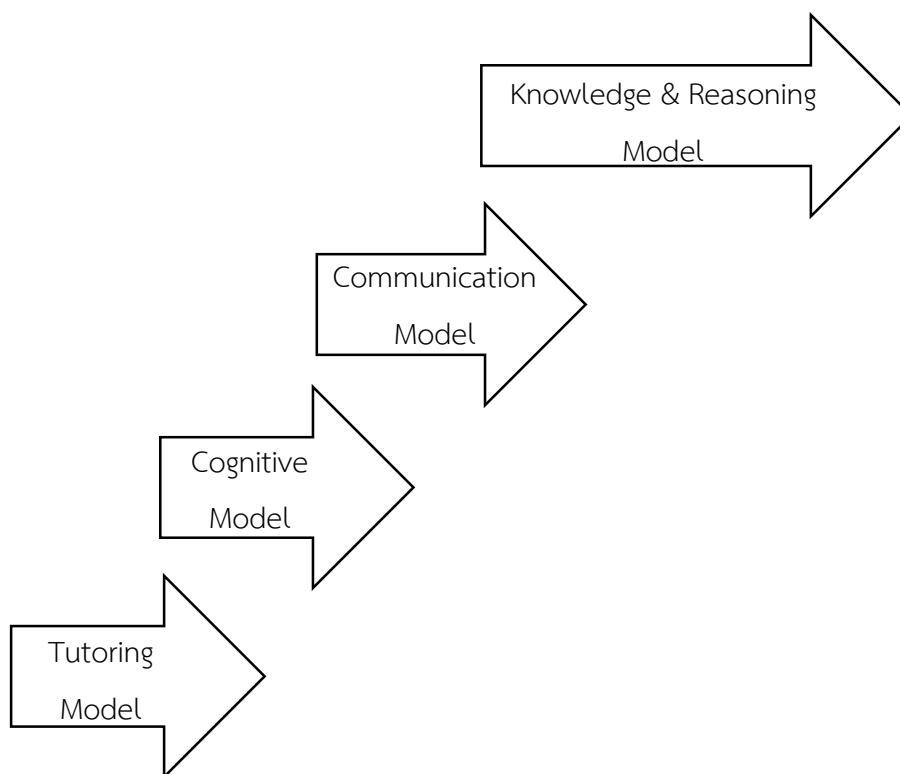 Knowledge & Reasoning
Model
Communication
Model
Cognitive
Model
Tutoring
Model